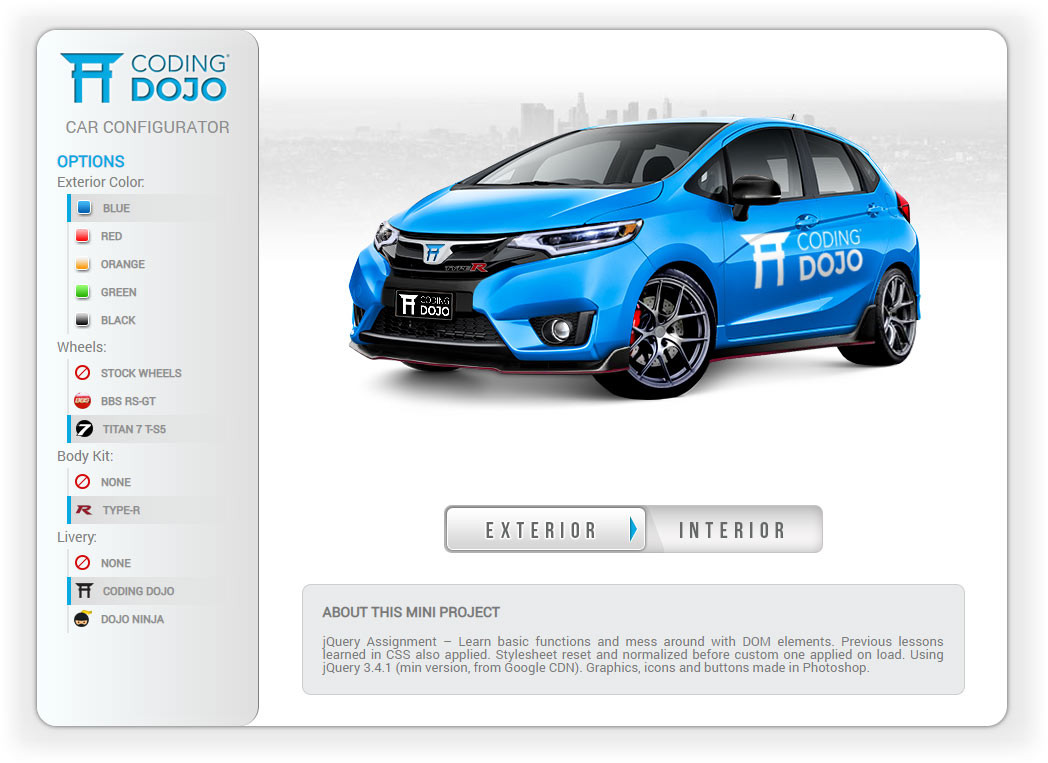 CODING
DOJO
CAR CONFIGURATOR
OPTIONS
Exterior Color:
BLUE
RED
ORANGE
GREEN
BLACK
Wheels:
STOCK WHEELS
BBS RS-GT
TITAN 7 T-S5
Body Kit:
NONE
TYPE-R
Livery:
NONE
CODING DOJO
DOJO NINJA
CODING
DOJO
TYPE R
CODING
DOJO
EXTERIOR
INTERIOR
ABOUT THIS MINI PROJECT
jQuery Assignment – Learn basic functions and mess around with DOM elements. Previous lessons
learned in CSS also applied. Stylesheet reset and normalized before custom one applied on load. Using
jQuery 3.4.1 (min version, from Google CDN). Graphics, icons and buttons made in Photoshop.